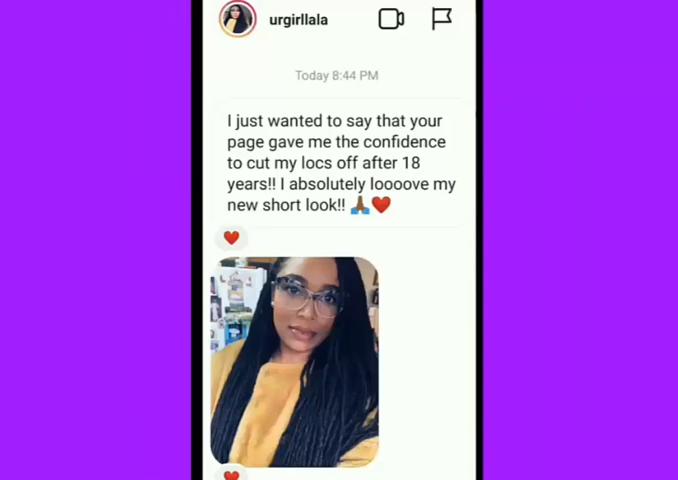 urgirllala
Today 8:44 PM
I just wanted to say that your
page gave me the confidence
to cut my locs off after 18
years!! I absolutely loooove my
new short look!! 🙏🏾❤️